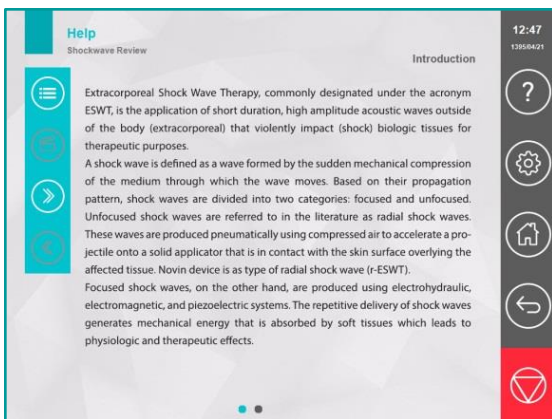 Help
Shockwave Review
Introduction
Extracorporeal Shock Wave Therapy, commonly designated under the acronym
ESWT, is the application of short duration, high amplitude acoustic waves outside
of the body (extracorporeal) that violently impact (shock) biologic tissues for
therapeutic purposes.
A shock wave is defined as a wave formed by the sudden mechanical compression
of the medium through which the wave moves. Based on their propagation
pattern, shock waves are divided into two categories: focused and unfocused.
Unfocused shock waves are referred to in the literature as radial shock waves.
These waves are produced pneumatically using compressed air to accelerate a pro-
jectile onto a solid applicator that is in contact with the skin surface overlying the
affected tissue. Novin device is as type of radial shock wave (r-ESWT).
Focused shock waves, on the other hand, are produced using electrohydraulic,
electromagnetic, and piezoelectric systems. The repetitive delivery of shock waves
generates mechanical energy that is absorbed by soft tissues which leads to
physiologic and therapeutic effects.
12:47
1395/04/21
?